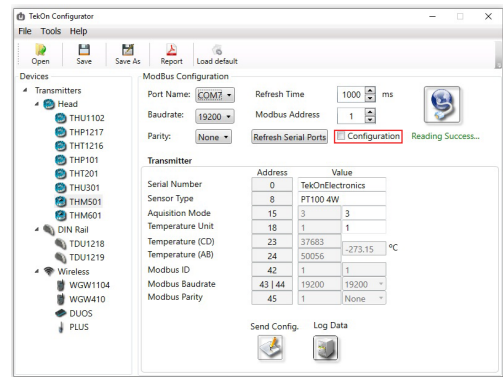 TekOn Configurator
File Tools Help
Open Save Save As Report Load default
Devices
Transmitters
Head
THU1102
THP1217
THT1216
THP101
THT201
THU301
THM501
THM601
DIN Rail
TDU1218
TDU1219
Wireless
WGW1104
WGW410
DUOS
PLUS
ModBus Configuration
Port Name: COM7 Refresh Time 1000 ms
Baudrate: 19200 Modbus Address 1
Parity: None Refresh Serial Ports Configuration Reading Success...
Transmitter
Address Value
Serial Number 0 TekOnElectronics
Sensor Type 8 PT100 4W
Aquisition Mode 15 3 3
Temperature Unit 18 1 1
Temperature (CD) 23 37683 -273.15 ºC
Temperature (AB) 24 50056
Modbus ID 42 1 1
Modbus Baudrate 43 | 44 19200 19200
Modbus Parity 45 1 None
Send Config. Log Data